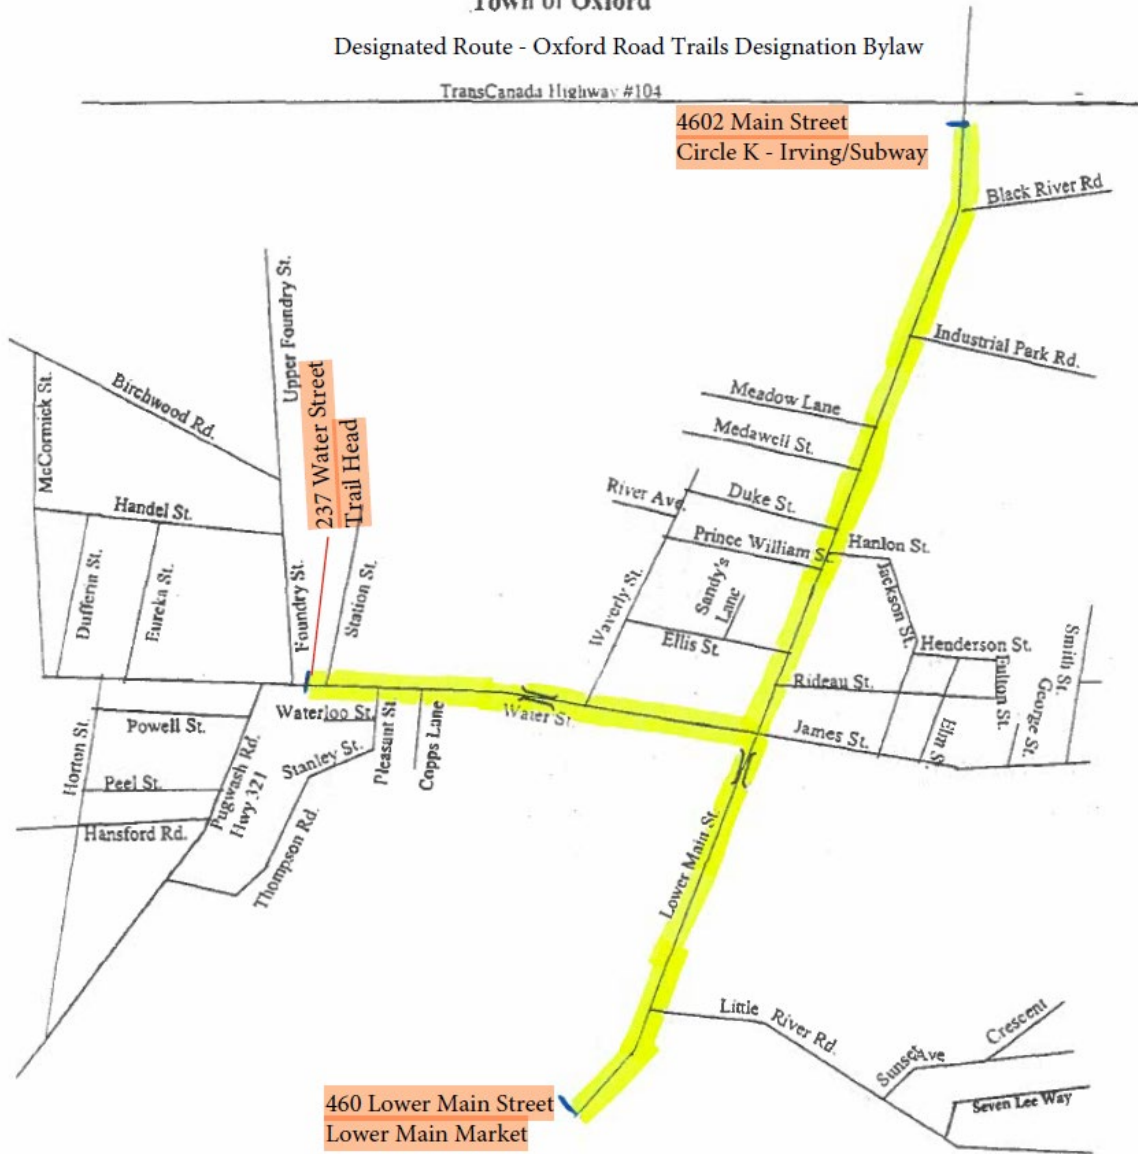 Town of Oxford
Designated Route - Oxford Road Trails Designation Bylaw
TransCanada Highway #104
4602 Main Street
Circle K - Irving/Subway
Black River Rd
Industrial Park Rd.
Upper Foundry St.
237 Water Street
Trail Head
McCormick St.
Birchwood Rd.
Handel St.
Dufferin St.
Eureka St.
Foundry St.
Station St.
Meadow Lane
Medawell St.
River Ave.
Duke St.
Prince William St.
Hanlon St.
Sandy's
Lane
Waverly St.
Ellis St.
Jackson St.
Henderson St.
Fulton St.
Smith St.
George St.
Rideau St.
Elm St.
James St.
Water St.
Waterloo St.
Powell St.
Horton St.
Peel St.
Hansford Rd.
Pugwash Rd.
Hwy 321
Stanley St.
Pleasant St
Copps Lane
Thompson Rd.
Lower Main St.
Little River Rd.
Sunset Ave
Crescent
Seven Lee Way
460 Lower Main Street
Lower Main Market